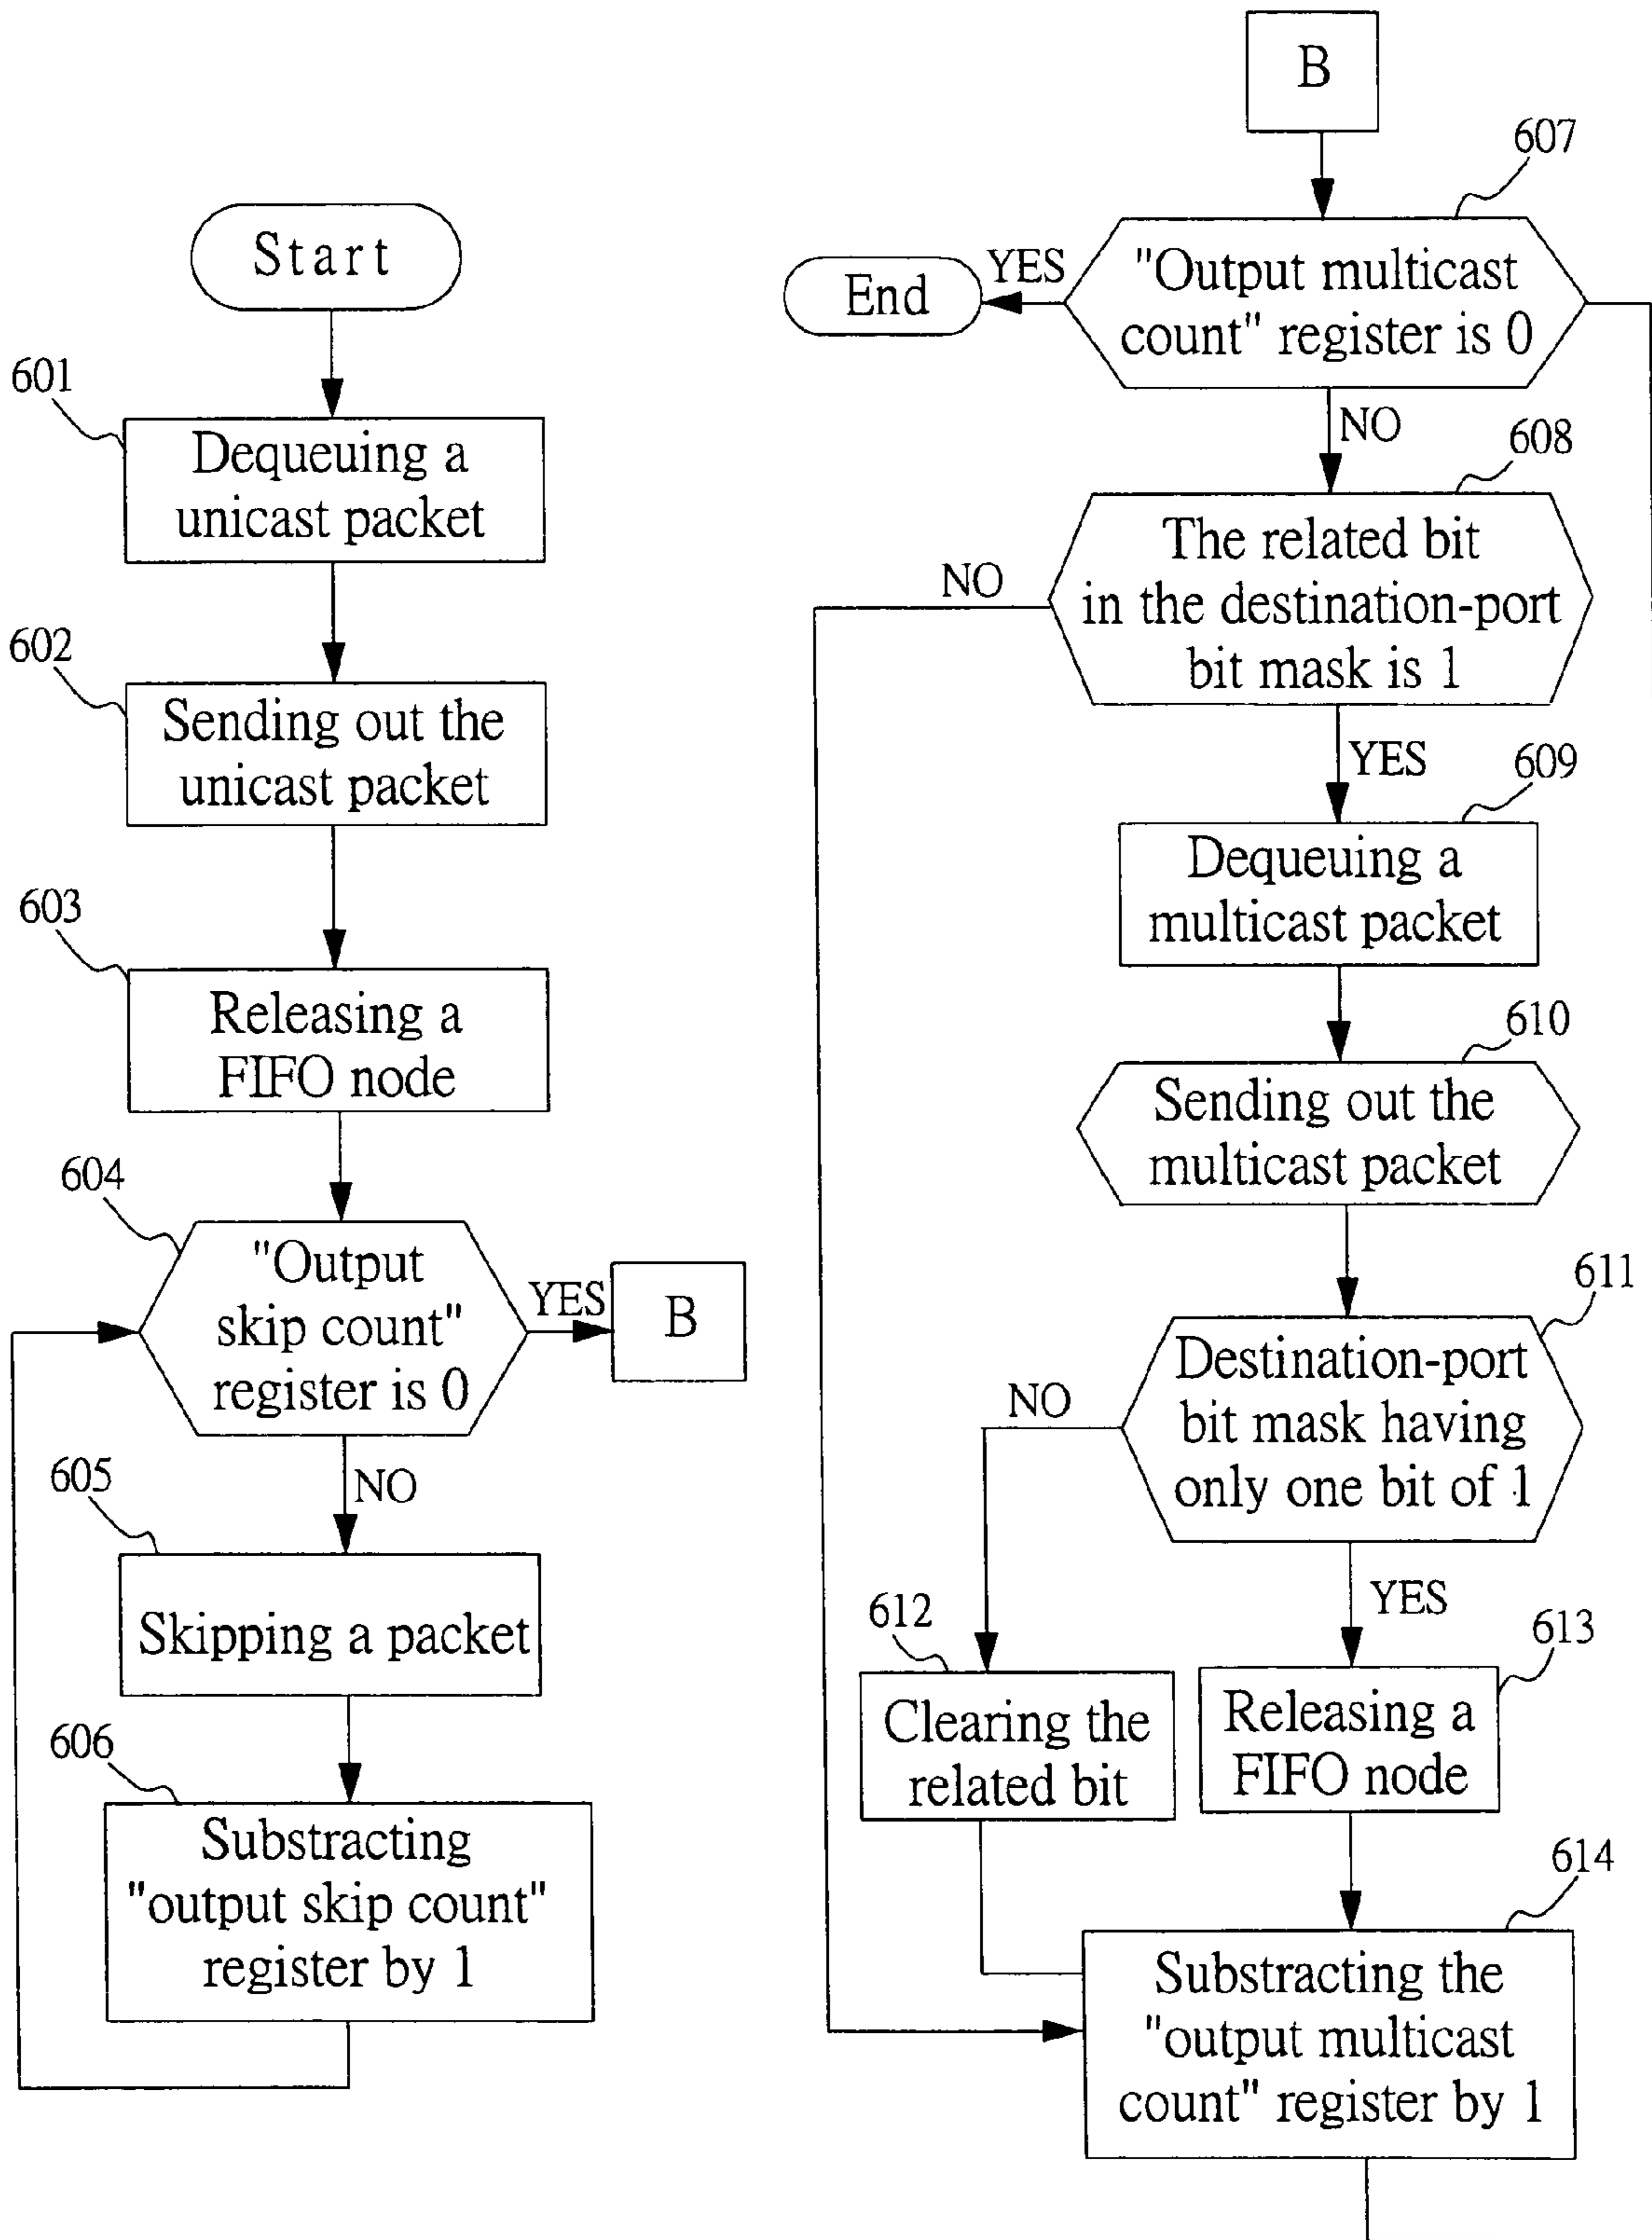 Start
601
Dequeuing a
unicast packet
602
Sending out the
unicast packet
603
Releasing a
FIFO node
604
"Output
skip count"
register is 0
YES
B
NO
605
Skipping a packet
606
Substracting
"output skip count"
register by 1
B
607
"Output multicast
count" register is 0
YES
End
NO
608
The related bit
in the destination-port
bit mask is 1
NO
YES
609
Dequeuing a
multicast packet
610
Sending out the
multicast packet
611
Destination-port
bit mask having
only one bit of 1
NO
YES
612
Clearing the
related bit
613
Releasing a
FIFO node
614
Substracting the
"output multicast
count" register by 1